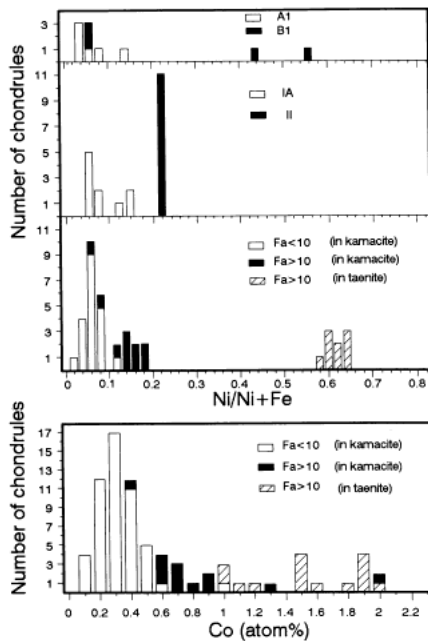 3
A1
B1
1
11
IA
9
II
7
5
3
1
Number of chondrules
11
Fa<10 (in kamacite)
9
Fa>10 (in kamacite)
7
Fa>10 (in taenite)
5
3
1
0 0.1 0.2 0.3 0.4 0.5 0.6 0.7 0.8
Ni/Ni+Fe
17
Fa<10 (in kamacite)
15
Fa>10 (in kamacite)
13
Fa>10 (in taenite)
11
9
7
5
3
1
Number of chondrules
0 0.2 0.4 0.6 0.8 1 1.2 1.4 1.6 1.8 2 2.2
Co (atom%)